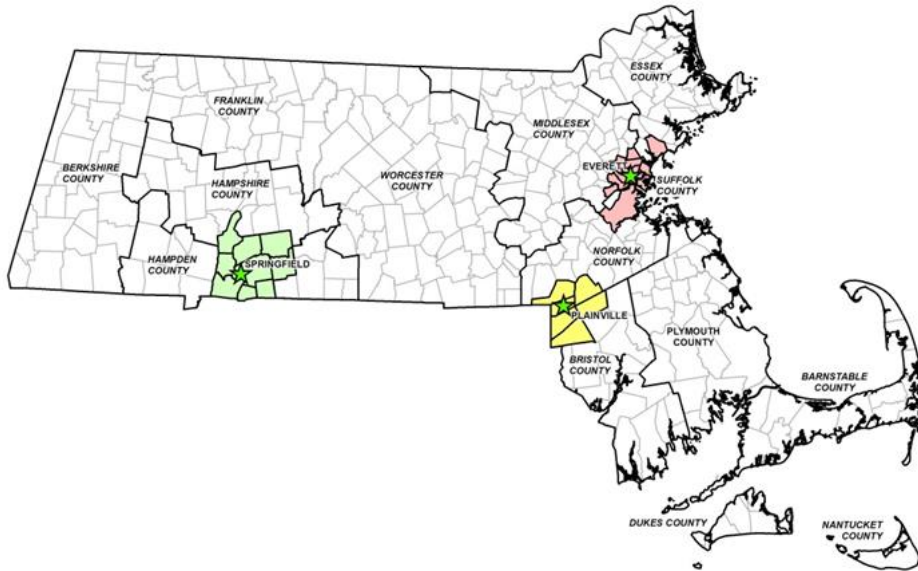 ESSEX
COUNTY
FRANKLIN
COUNTY
MIDDLESEX
COUNTY
EVERETT
BERKSHIRE
COUNTY
HAMPSHIRE
COUNTY
WORCESTER
COUNTY
SUFFOLK
COUNTY
HAMPDEN
COUNTY
SPRINGFIELD
NORFOLK
COUNTY
PLAINVILLE
PLYMOUTH
COUNTY
BRISTOL
COUNTY
BARNSTABLE
COUNTY
DUKES COUNTY
NANTUCKET
COUNTY